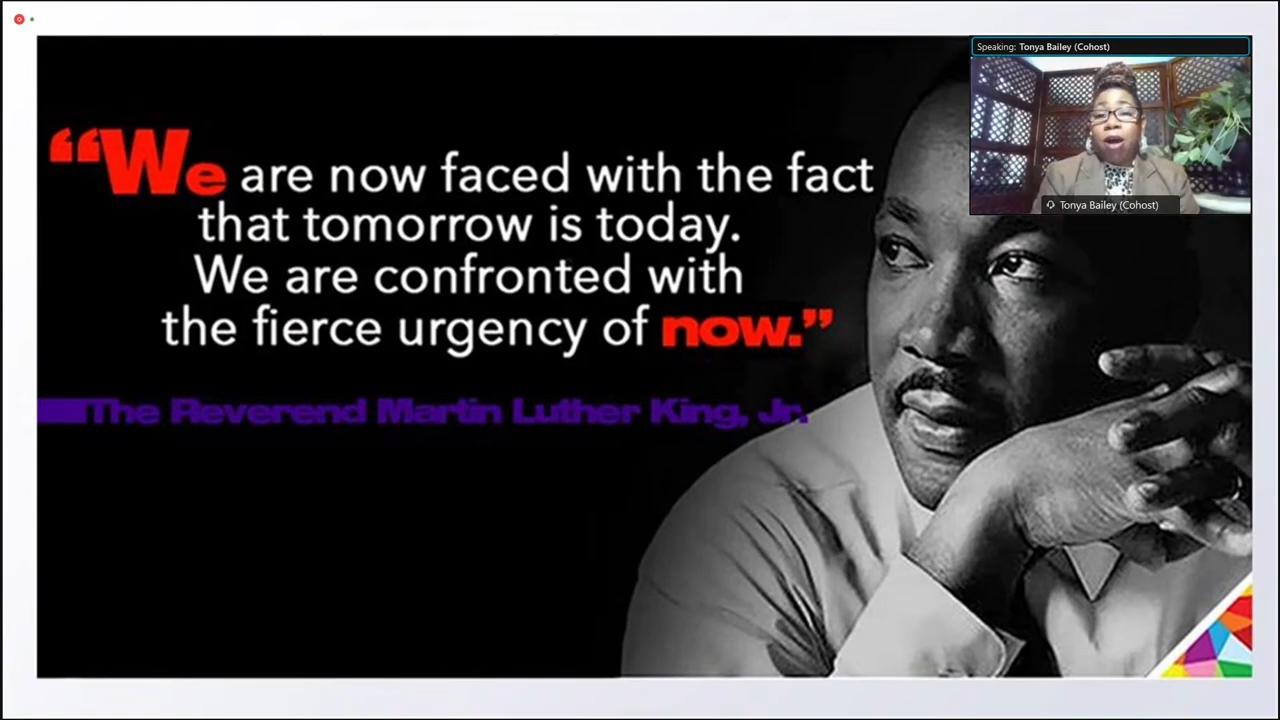 Speaking: Tonya Bailey (Cohost)
Tonya Bailey (Cohost)
“We are now faced with the fact
that tomorrow is today.
We are confronted with
the fierce urgency of now.”
The Reverend Martin Luther King, Jr.